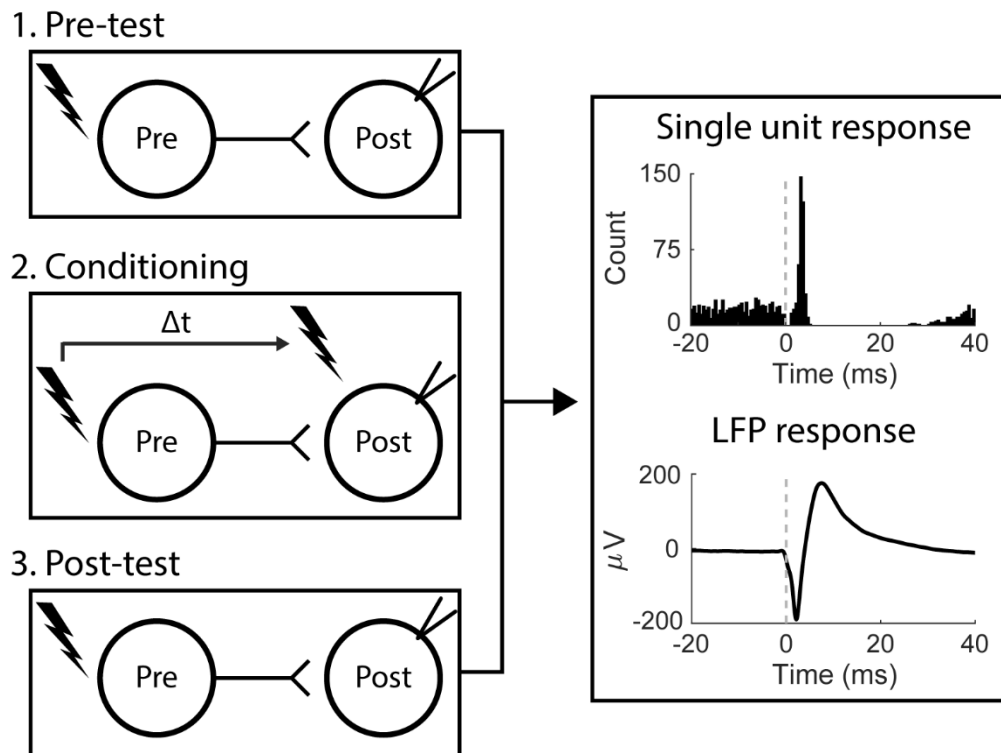 1. Pre-test
Pre
Post
2. Conditioning
Δt
Pre
Post
3. Post-test
Pre
Post
Single unit response
150
75
0
Count
-20 0 20 40
Time (ms)
LFP response
200
0
-200
μV
-20 0 20 40
Time (ms)